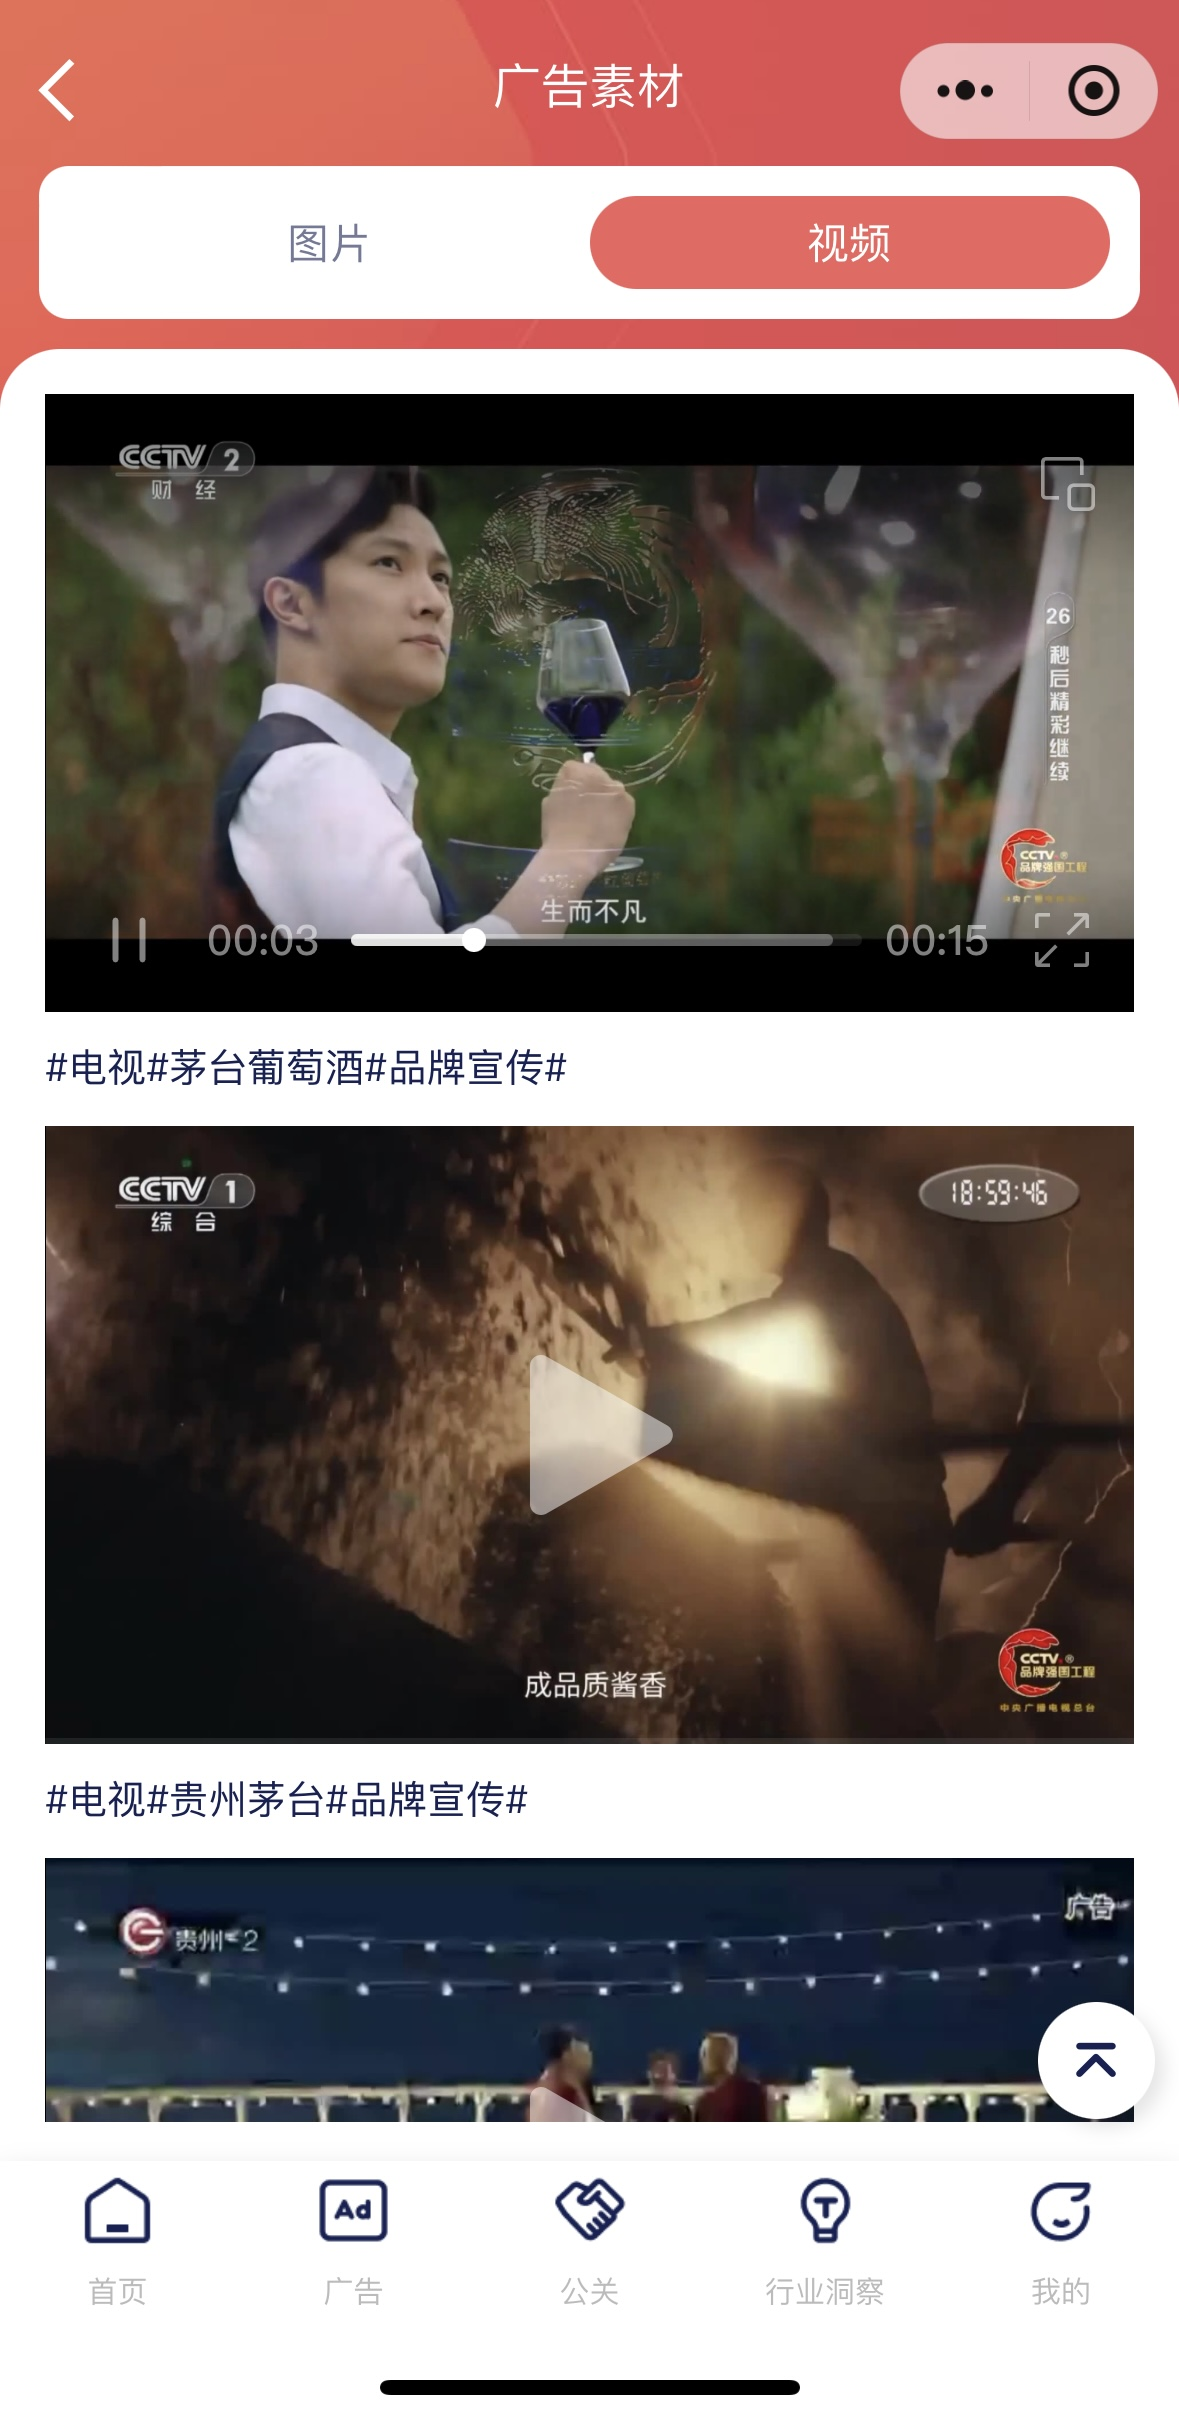 广告素材
图片
视频
CCTV 2
财经
26
秒后精彩继续
CCTV®
品牌强国工程
生而不凡
00:03
00:15
#电视#茅台葡萄酒#品牌宣传#
CCTV 1
综合
18:59:46
CCTV®
品牌强国工程
中央广播电视总台
成品质酱香
#电视#贵州茅台#品牌宣传#
贵州-2
广告
Ad
首页
广告
公关
行业洞察
我的